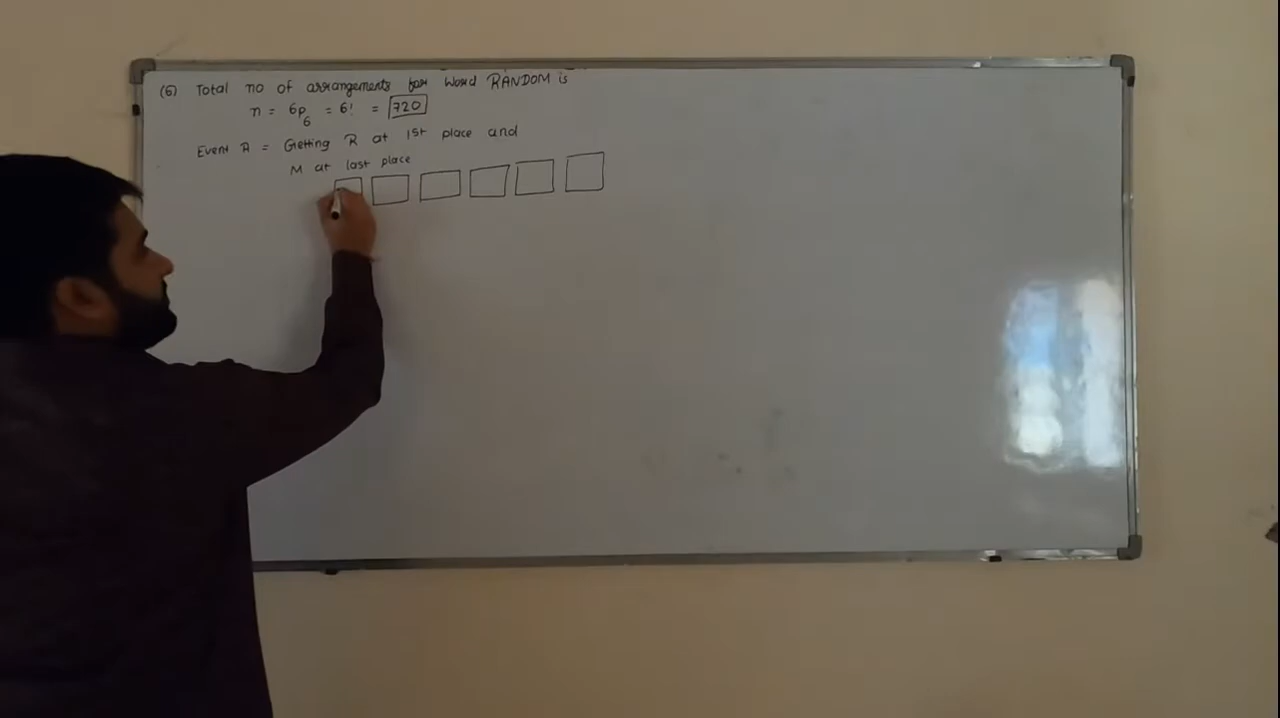 (6) Total no of arrangements for word RANDOM is
n = 6P6 = 6! = 720
Event A = Getting R at 1st place and
M at last place